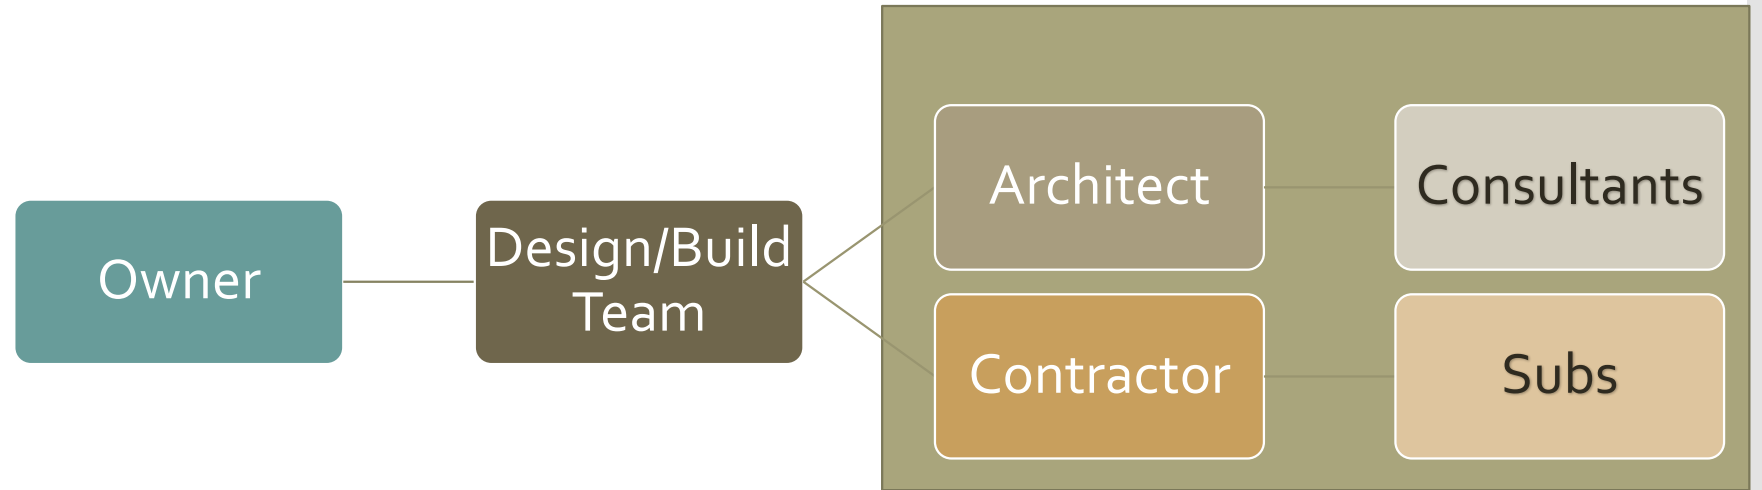 Owner
Design/Build
Team
Architect
Consultants
Contractor
Subs